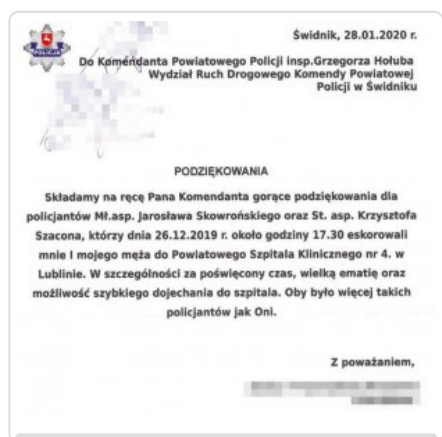 Świdnik, 28.01.2020 r.
POLICJA
Do Komendanta Powiatowego Policji insp.Grzegorza Hołuba
Wydział Ruch Drogowego Komendy Powiatowej
Policji w Świdniku
PODZIĘKOWANIA
Składamy na ręcę Pana Komendanta gorące podziękowania dla
policjantów Mł.asp. Jarosława Skowrońskiego oraz St. asp. Krzysztofa
Szacona, którzy dnia 26.12.2019 r. około godziny 17.30 eskorowali
mnie I mojego męża do Powiatowego Szpitala Klinicznego nr 4. w
Lublinie. W szczególności za poświęcony czas, wielką ematię oraz
możliwość szybkiego dojechania do szpitala. Oby było więcej takich
policjantów jak Oni.
Z poważaniem,